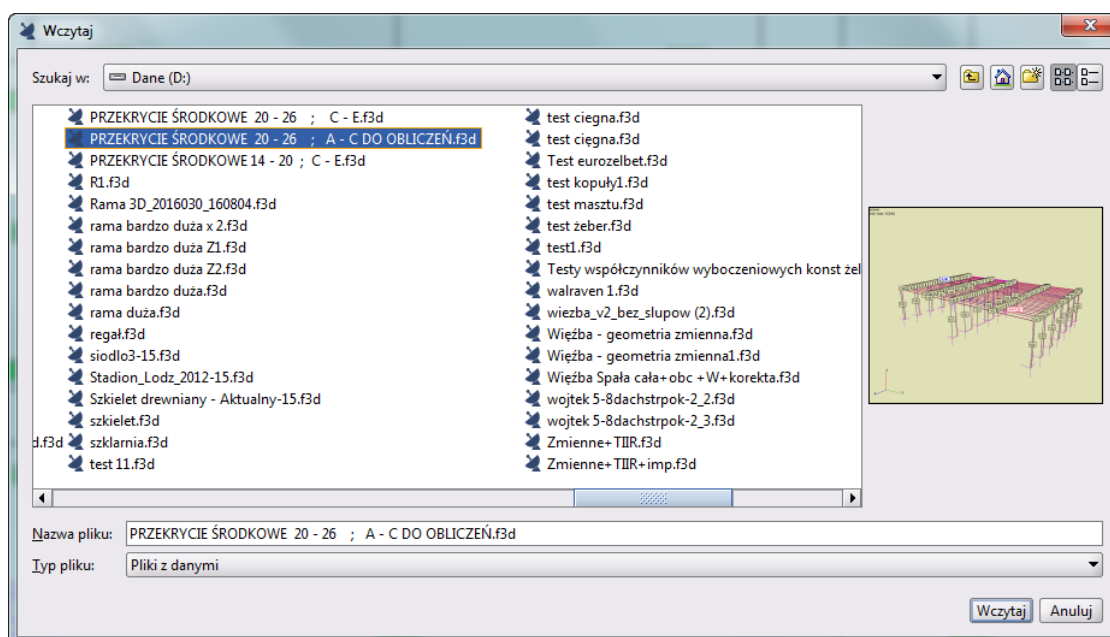 Wczytaj
Szukaj w: Dane (D:)
PRZEKRYCIE ŚRODKOWE 20 - 26 ; C - E.f3d
PRZEKRYCIE ŚRODKOWE 20 - 26 ; A - C DO OBLICZEŃ.f3d
PRZEKRYCIE ŚRODKOWE 14 - 20 ; C - E.f3d
R1.f3d
Rama 3D_2016030_160804.f3d
rama bardzo duża x 2.f3d
rama bardzo duża Z1.f3d
rama bardzo duża Z2.f3d
rama bardzo duża.f3d
rama duża.f3d
regał.f3d
siodlo3-15.f3d
Stadion_Lodz_2012-15.f3d
Szkielet drewniany - Aktualny-15.f3d
szkielet.f3d
d.f3d szklarnia.f3d
test 11.f3d
test ciegna.f3d
test cięgna.f3d
Test eurozelbet.f3d
test kopuły1.f3d
test masztu.f3d
test żeber.f3d
test1.f3d
Testy współczynników wyboczeniowych konst żel
walraven 1.f3d
wiezba_v2_bez_slupow (2).f3d
Więźba - geometria zmienna.f3d
Więźba - geometria zmienna1.f3d
Więźba Spała cała+obc +W+korekta.f3d
wojtek 5-8dachstrpok-2_2.f3d
wojtek 5-8dachstrpok-2_3.f3d
Zmienne+TIIR.f3d
Zmienne+TIIR+imp.f3d
Nazwa pliku: PRZEKRYCIE ŚRODKOWE 20 - 26 ; A - C DO OBLICZEŃ.f3d
Typ pliku: Pliki z danymi
Wczytaj Anuluj